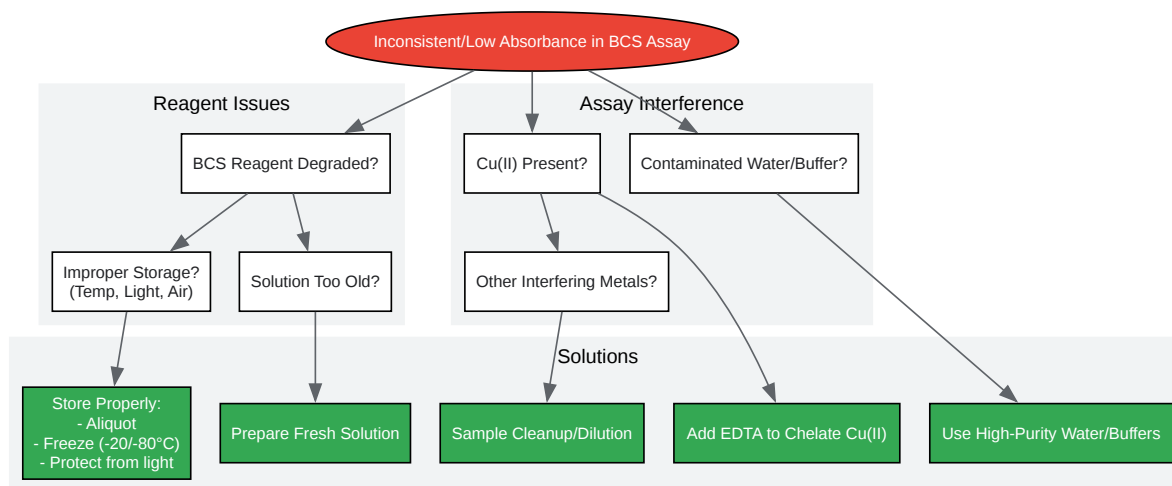 Inconsistent/Low Absorbance in BCS Assay
Reagent Issues
Assay Interference
BCS Reagent Degraded?
Cu(II) Present?
Contaminated Water/Buffer?
Improper Storage?
(Temp, Light, Air)
Solution Too Old?
Other Interfering Metals?
Solutions
Store Properly:
- Aliquot
- Freeze (-20/-80°C)
- Protect from light
Prepare Fresh Solution
Sample Cleanup/Dilution
Add EDTA to Chelate Cu(II)
Use High-Purity Water/Buffers